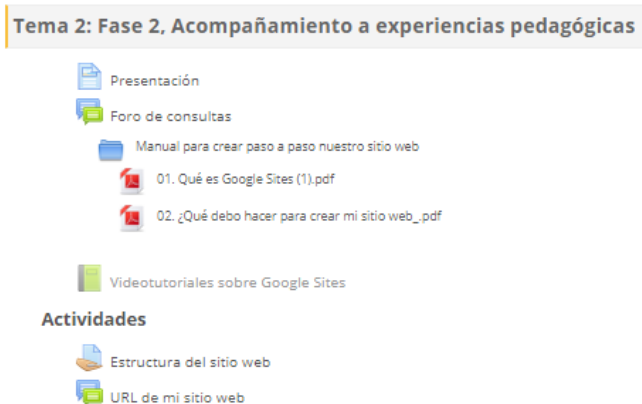 Tema 2: Fase 2, Acompañamiento a experiencias pedagógicas
Presentación
Foro de consultas
Manual para crear paso a paso nuestro sitio web
01. Qué es Google Sites (1).pdf
02. ¿Qué debo hacer para crear mi sitio web_.pdf
Videotutoriales sobre Google Sites
Actividades
Estructura del sitio web
URL de mi sitio web